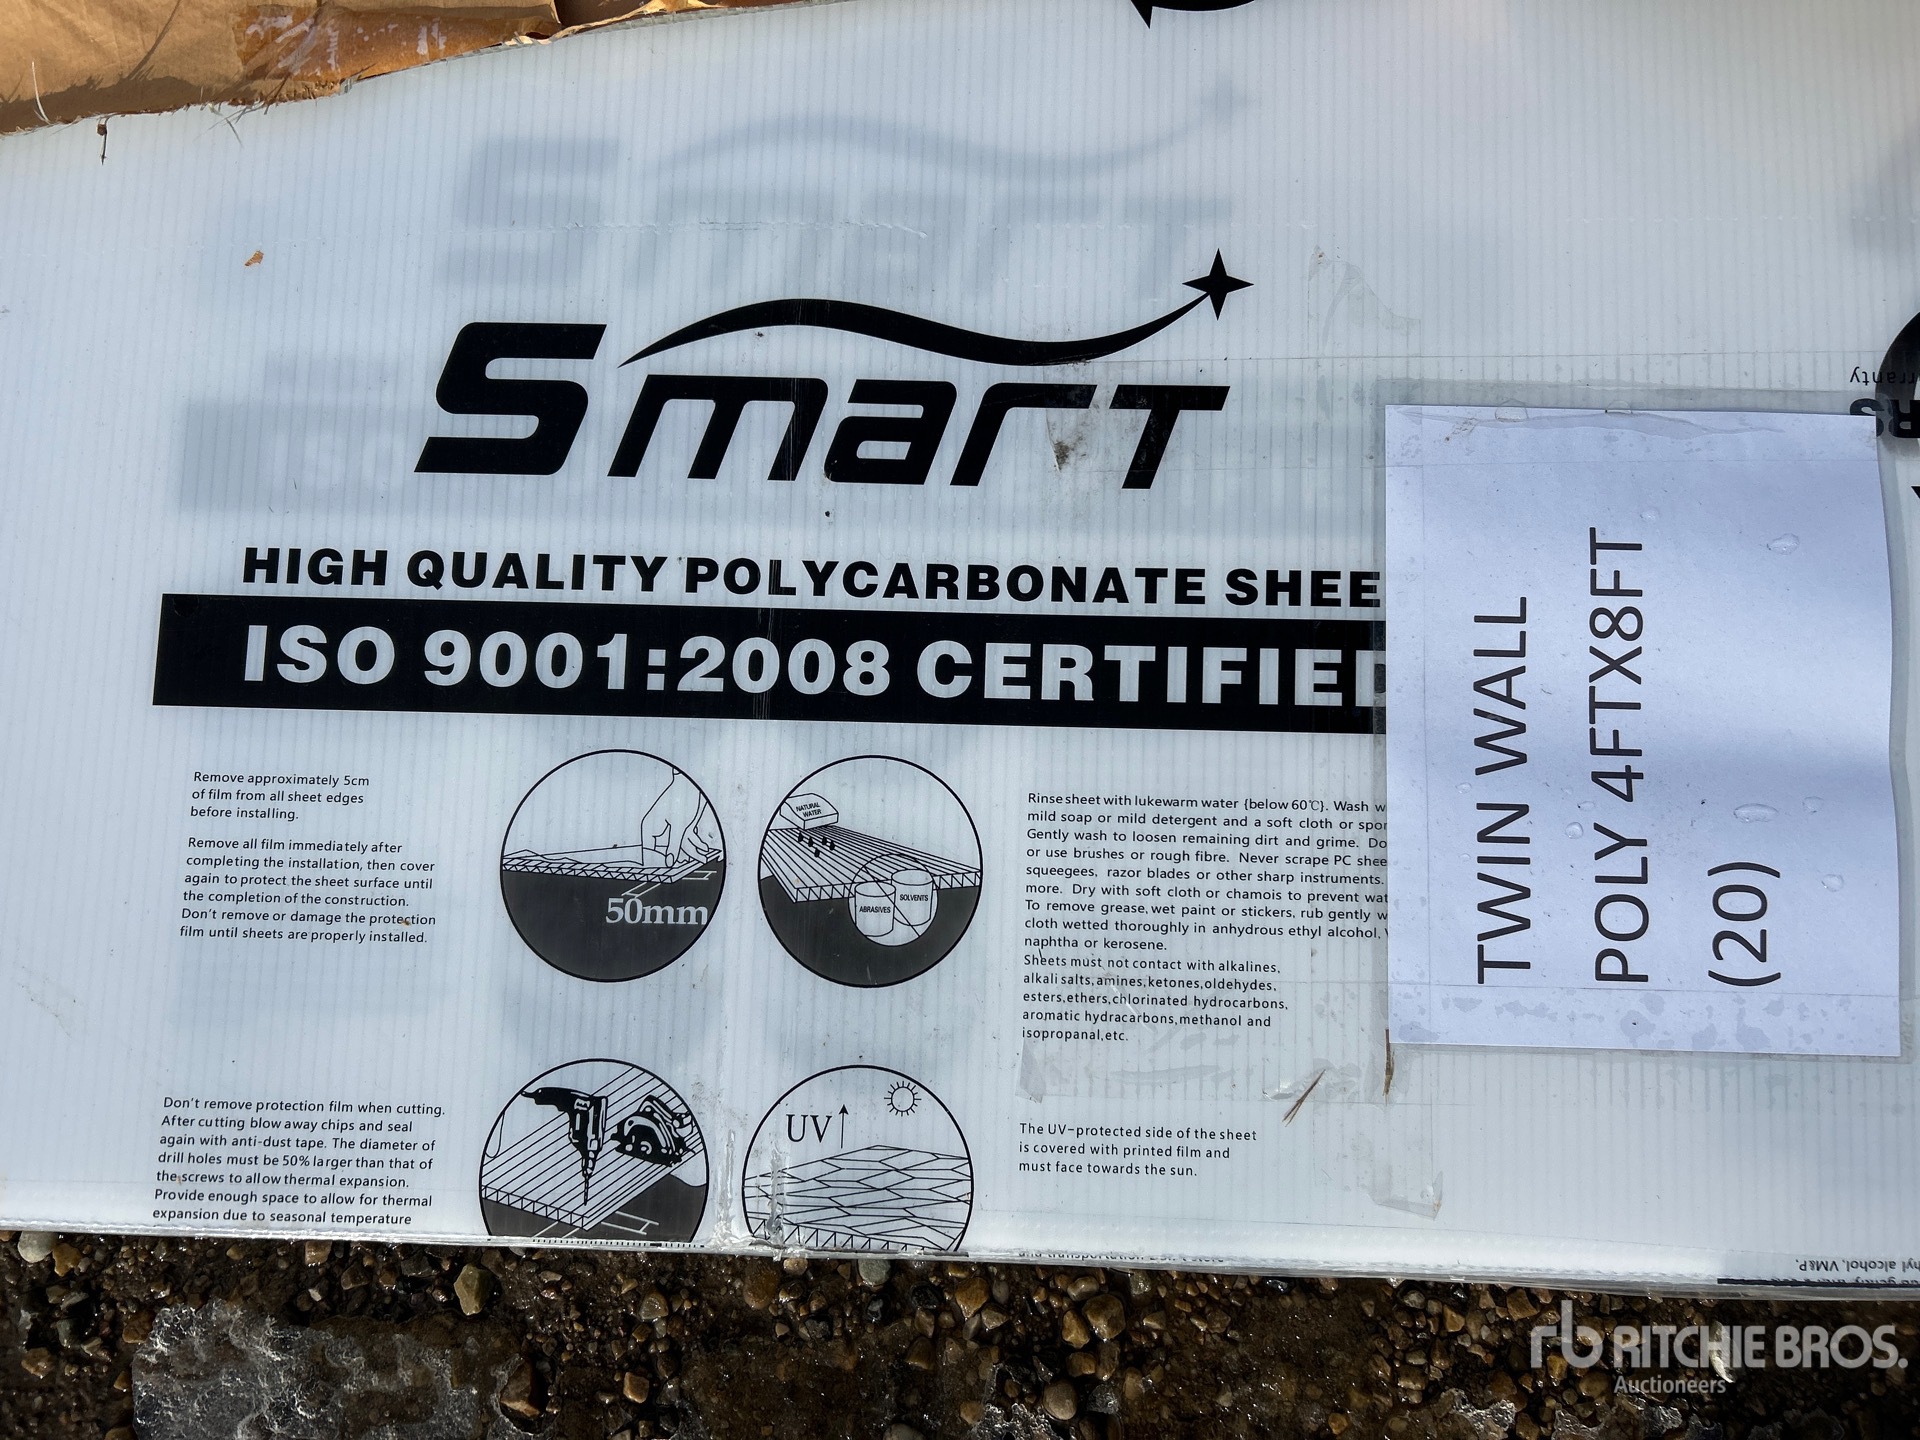 Smart
HIGH QUALITY POLYCARBONATE SHEE
ISO 9001:2008 CERTIFIED
Remove approximately 5cm
of film from all sheet edges
before installing.
Remove all film immediately after
completing the installation, then cover
again to protect the sheet surface until
the completion of the construction.
Don't remove or damage the protection
film until sheets are properly installed.
50mm
NATURAL
WATER
ABRASIVES
SOLVENTS
Rinse sheet with lukewarm water {below 60℃}. Wash w
mild soap or mild detergent and a soft cloth or spon
Gently wash to loosen remaining dirt and grime. Do
or use brushes or rough fibre. Never scrape PC shee
squeegees, razor blades or other sharp instruments.
more. Dry with soft cloth or chamois to prevent wat
To remove grease, wet paint or stickers, rub gently w
cloth wetted thoroughly in anhydrous ethyl alcohol,
naphtha or kerosene.
Sheets must not contact with alkalines,
alkali salts,amines,ketones,oldehydes,
esters,ethers,chlorinated hydrocarbons,
aromatic hydracarbons,methanol and
isopropanal,etc.
Don't remove protection film when cutting.
After cutting blow away chips and seal
again with anti-dust tape. The diameter of
drill holes must be 50% larger than that of
the screws to allow thermal expansion.
Provide enough space to allow for thermal
expansion due to seasonal temperature
UV
The UV-protected side of the sheet
is covered with printed film and
must face towards the sun.
TWIN WALL
POLY 4FTX8FT
(20)
alcohol, VM&P.
rb RITCHIE BROS.
Auctioneers